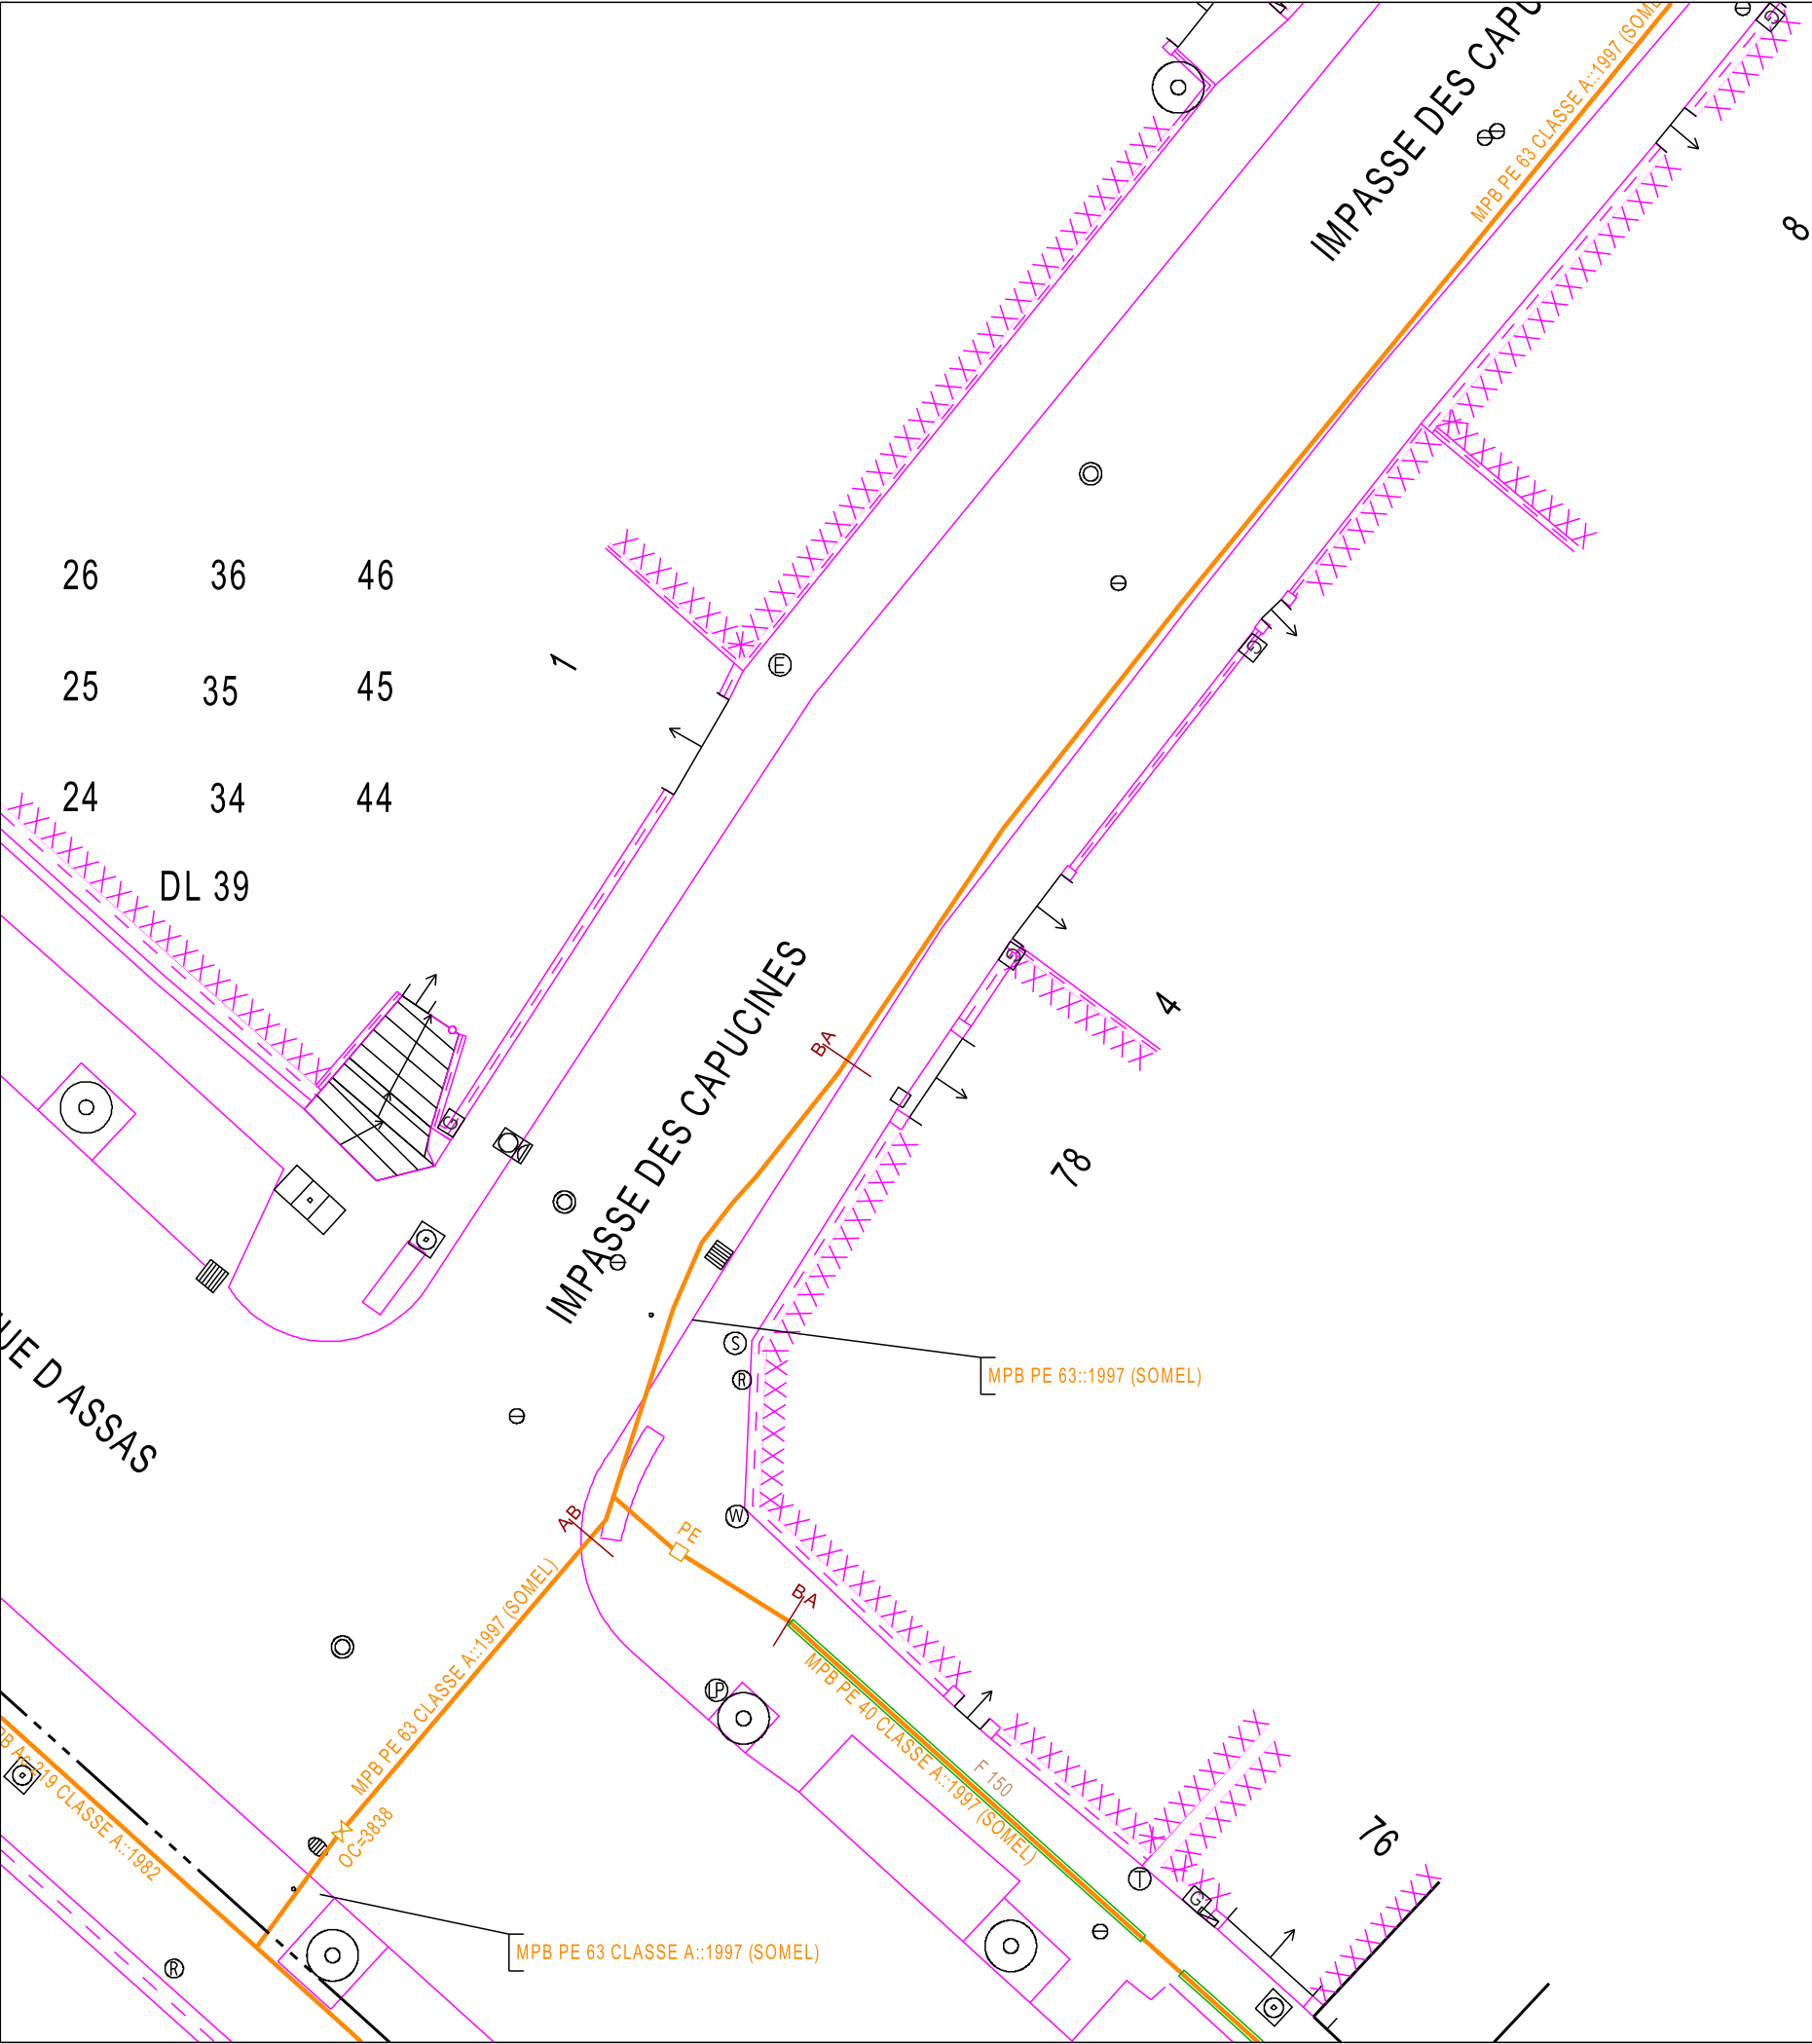 IMPASSE DES CAPU
MPB PE 63 CLASSE A::1997 (SOMEL
G
8
26 36 46
1
E
25 35 45
G
24 34 44
DL 39
G
4
IMPASSE DES CAPUCINES
BA
G
78
S
MPB PE 63::1997 (SOMEL)
R
UE D ASSAS
W
AB
PE
BA
MPB PE 63 CLASSE A::1997 (SOMEL)
MPB PE 40 CLASSE A::1997 (SOMEL)
LP
F 150
219 CLASSE A::1982
OC=3838
76
T
G
MPB PE 63 CLASSE A::1997 (SOMEL)
R